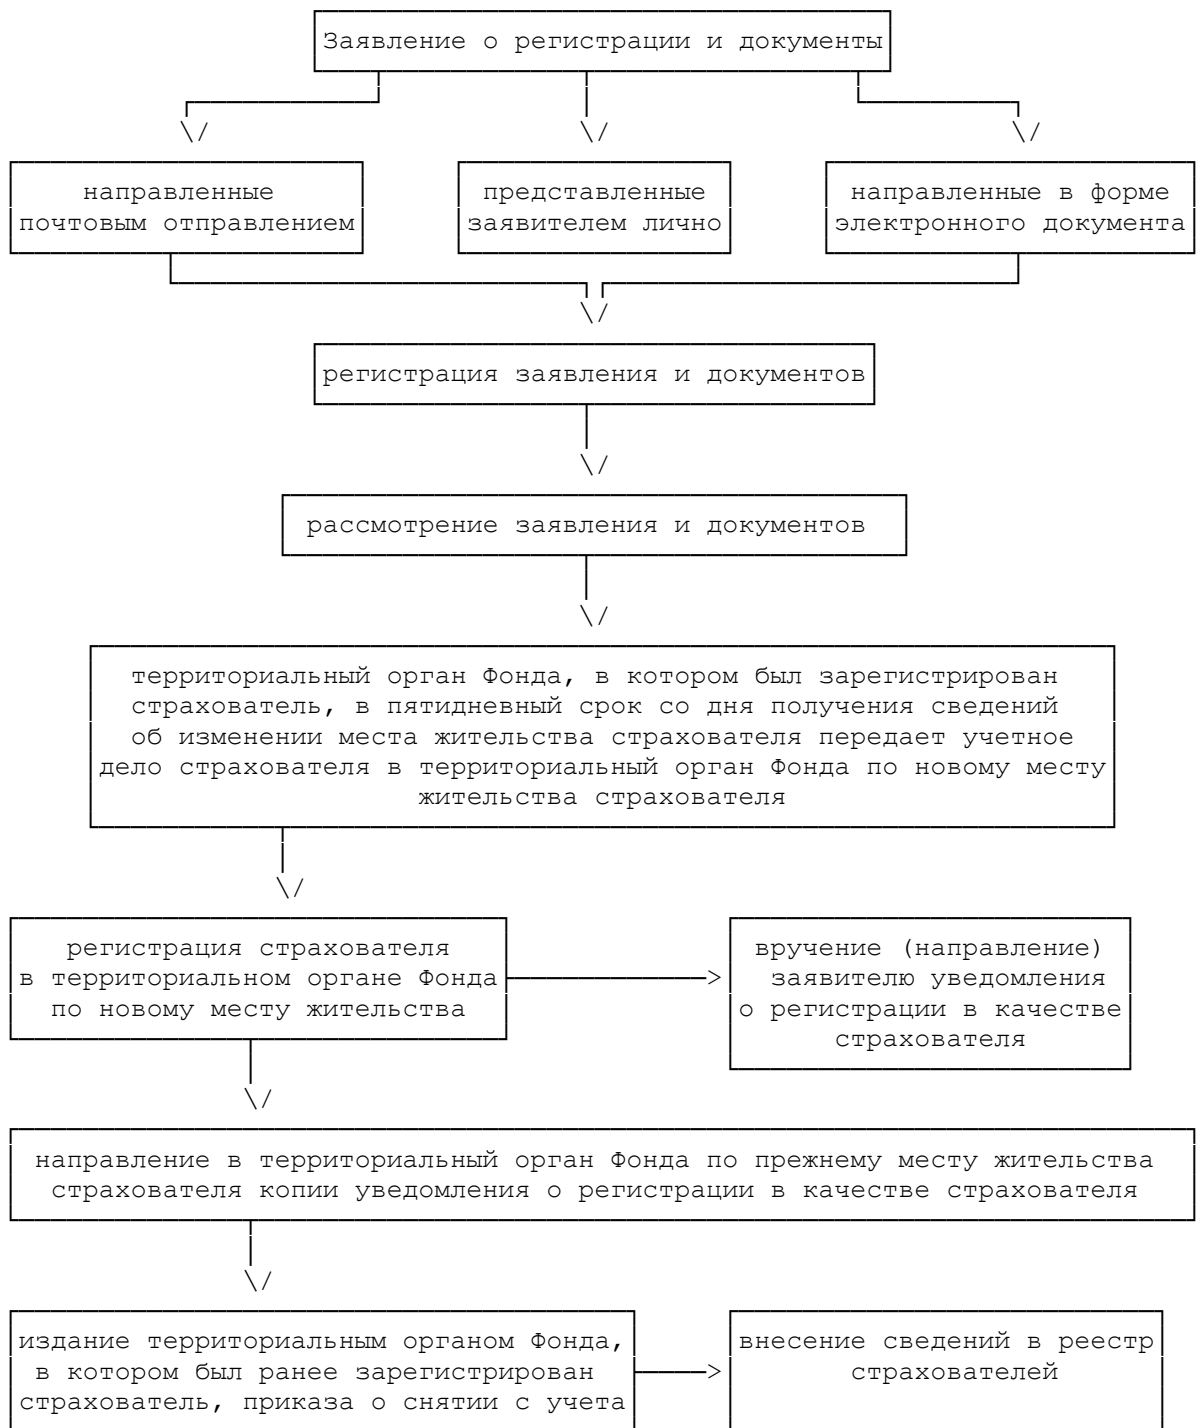 Заявление о регистрации и документы
направленные
почтовым отправлением
представленные
заявителем лично
направленные в форме
электронного документа
регистрация заявления и документов
рассмотрение заявления и документов
территориальный орган Фонда, в котором был зарегистрирован
страхователь, в пятидневный срок со дня получения сведений
об изменении места жительства страхователя передает учетное
дело страхователя в территориальный орган Фонда по новому месту
жительства страхователя
регистрация страхователя
в территориальном органе Фонда
по новому месту жительства
вручение (направление)
заявителю уведомления
о регистрации в качестве
страхователя
направление в территориальный орган Фонда по прежнему месту жительства
страхователя копии уведомления о регистрации в качестве страхователя
издание территориальным органом Фонда,
в котором был ранее зарегистрирован
страхователь, приказа о снятии с учета
внесение сведений в реестр
страхователей